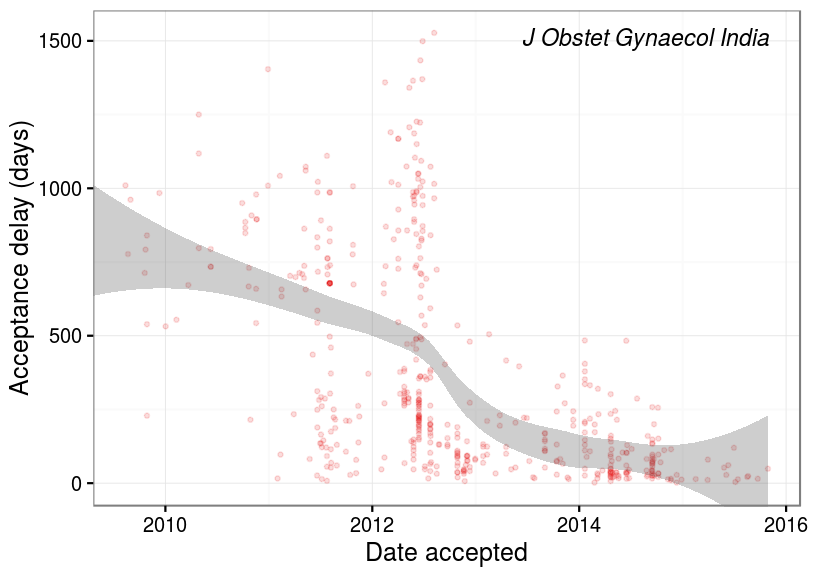 J Obstet Gynaecol India
Acceptance delay (days)
1500
1000
500
0
2010 2012 2014 2016
Date accepted